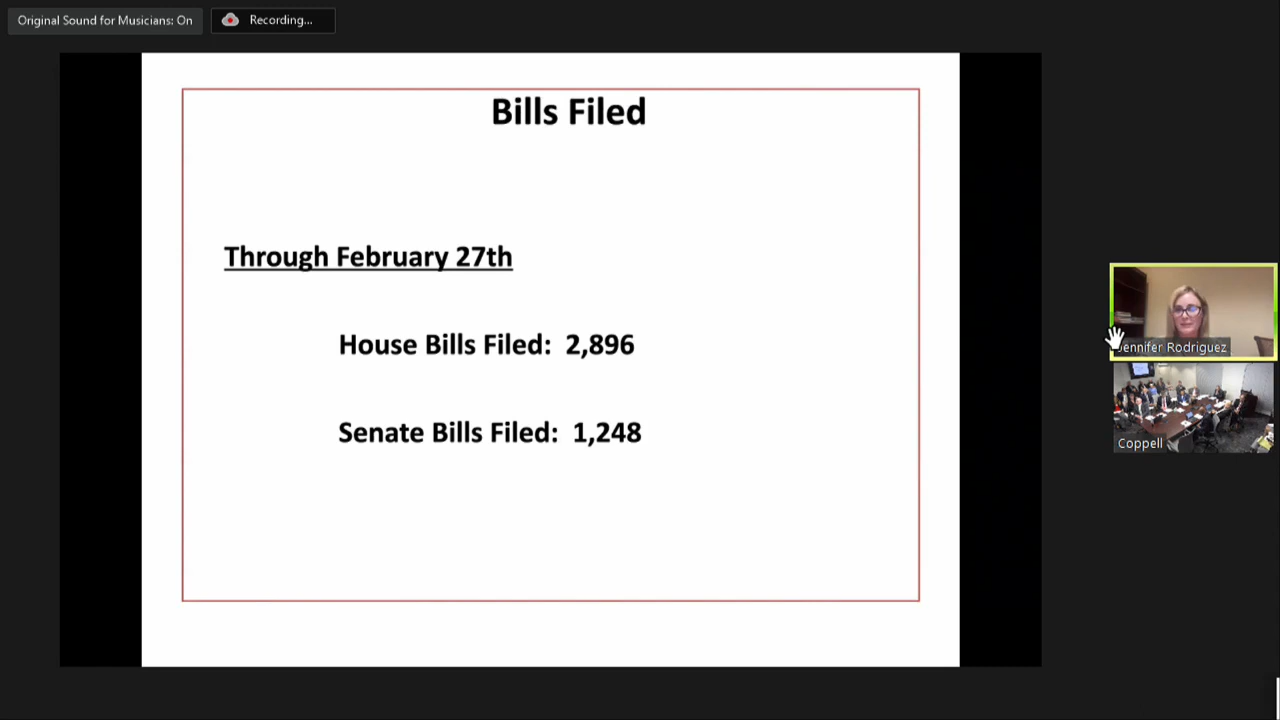 Original Sound for Musicians: On
Recording...
Bills Filed
Through February 27th
House Bills Filed: 2,896
Senate Bills Filed: 1,248
Jennifer Rodriguez
Coppell